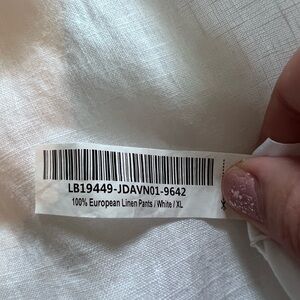 LB19449-JDAVN01-9642
100% European Linen Pants / White / XL